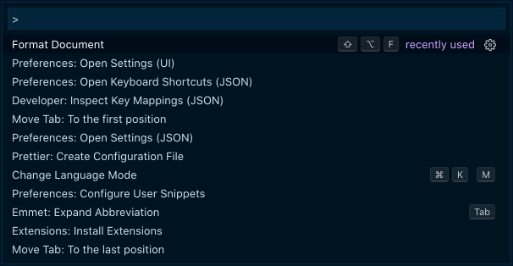 >
Format Document ⇧ ⌥ F recently used
Preferences: Open Settings (UI)
Preferences: Open Keyboard Shortcuts (JSON)
Developer: Inspect Key Mappings (JSON)
Move Tab: To the first position
Preferences: Open Settings (JSON)
Prettier: Create Configuration File
Change Language Mode ⌘ K M
Preferences: Configure User Snippets
Emmet: Expand Abbreviation Tab
Extensions: Install Extensions
Move Tab: To the last position